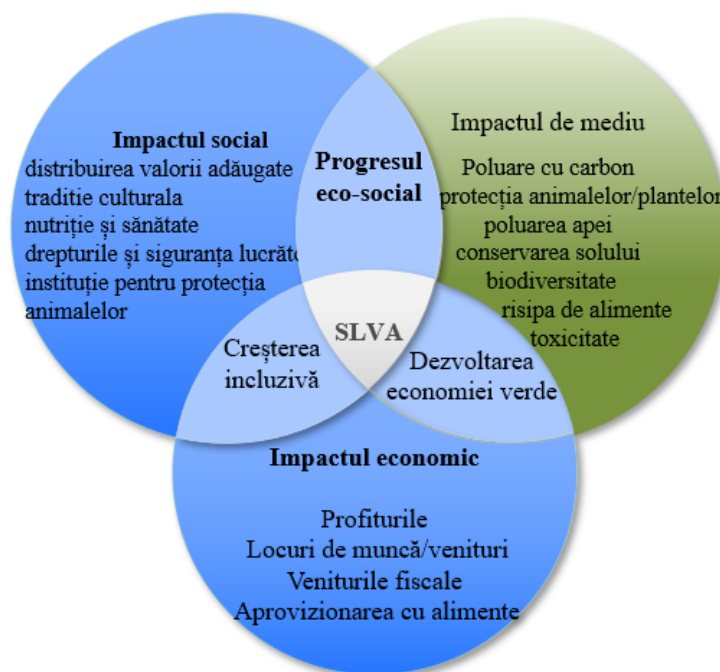 Impactul social
distribuirea valorii adăugate
traditie culturala
nutriție și sănătate
drepturile și siguranța
instituție pentru protecția
animalelor
Progresul
eco-social
Impactul de mediu
Poluare cu carbon
protecția animalelor/plantelor
poluarea apei
conservarea solului
biodiversitate
risipa de alimente
toxicitate
SLVA
Creșterea
incluzivă
Dezvoltarea
economiei verde
Impactul economic
Profiturile
Locuri de muncă/venituri
Veniturile fiscale
Aprovizionarea cu alimente